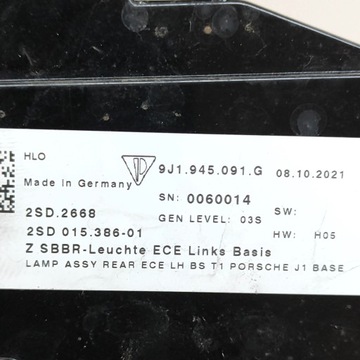 HLO
9J1.945.091.G 08.10.2021
Made in Germany
SN: 0060014
2SD.2668 GEN LEVEL: 03S SW:
2SD 015.386-01 HW: H05
Z SBBR-Leuchte ECE Links Basis
LAMP ASSY REAR ECE LH BS T1 PORSCHE J1 BASE